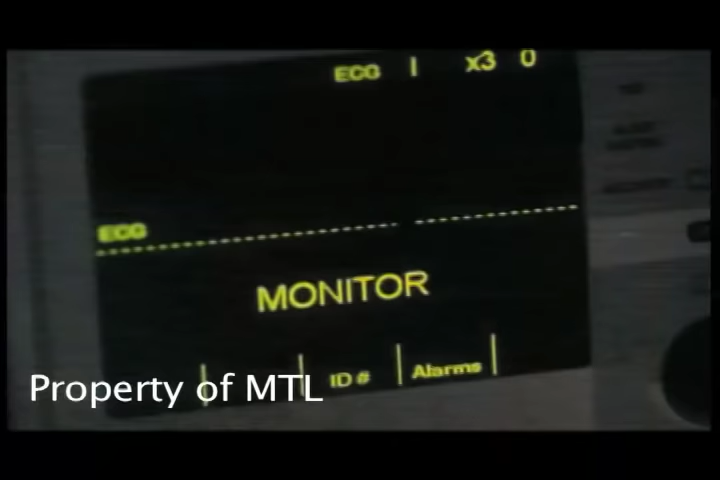 ECG I x3 0
ECG
MONITOR
ID # Alarms
Property of MTL